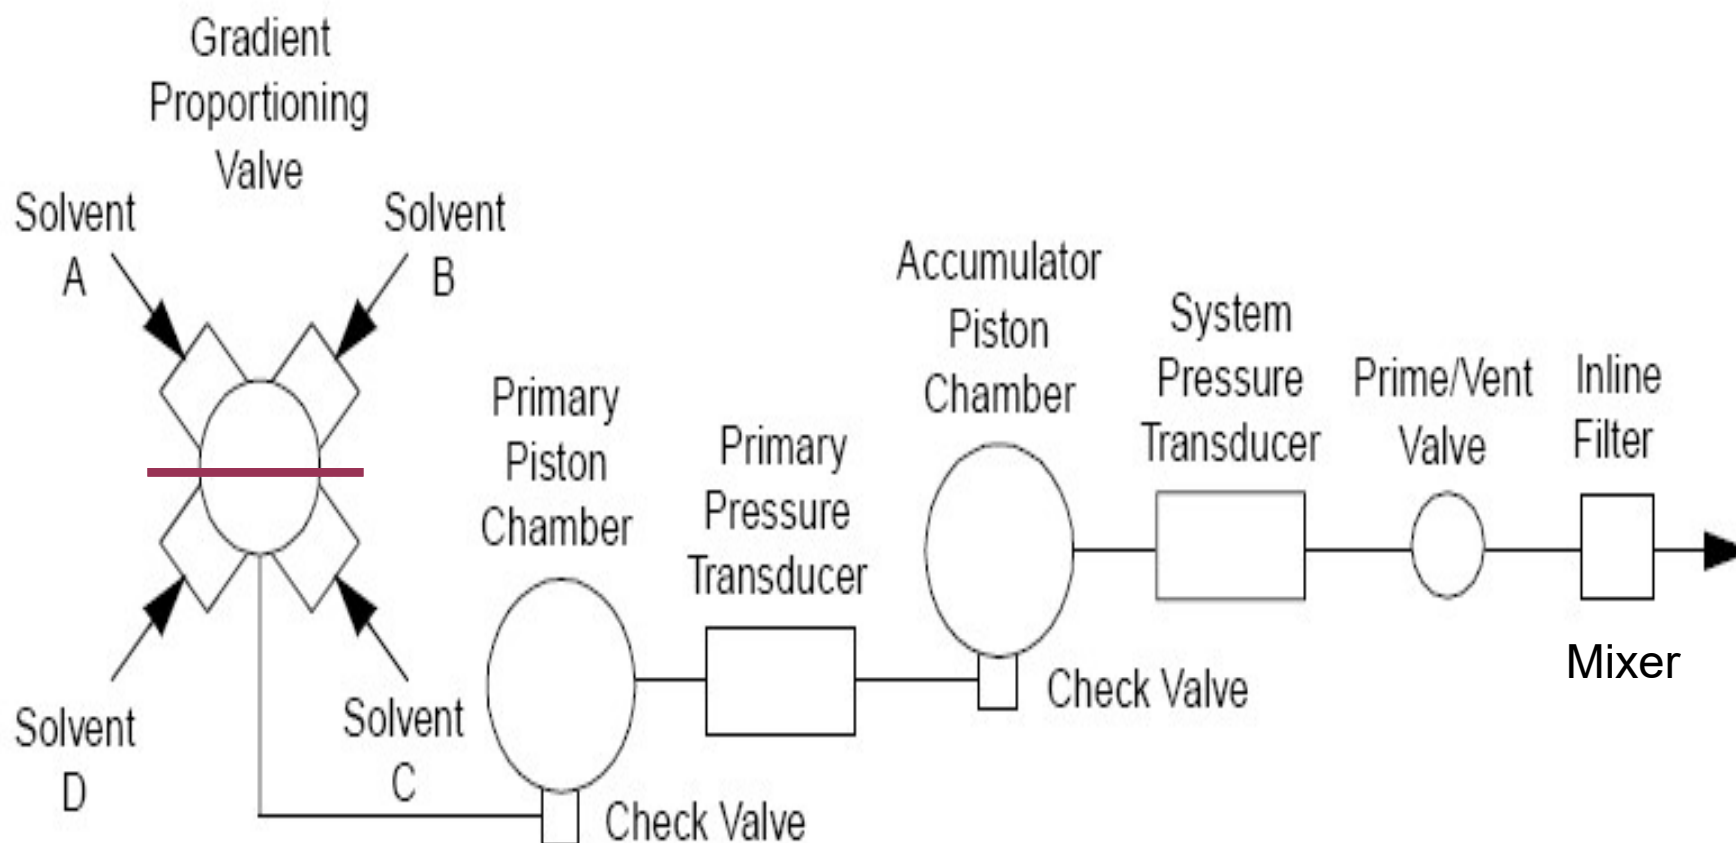 Gradient
Proportioning
Valve
Solvent
A
Solvent
B
Solvent
D
Solvent
C
Primary
Piston
Chamber
Check Valve
Primary
Pressure
Transducer
Accumulator
Piston
Chamber
Check Valve
System
Pressure
Transducer
Prime/Vent
Valve
Inline
Filter
Mixer